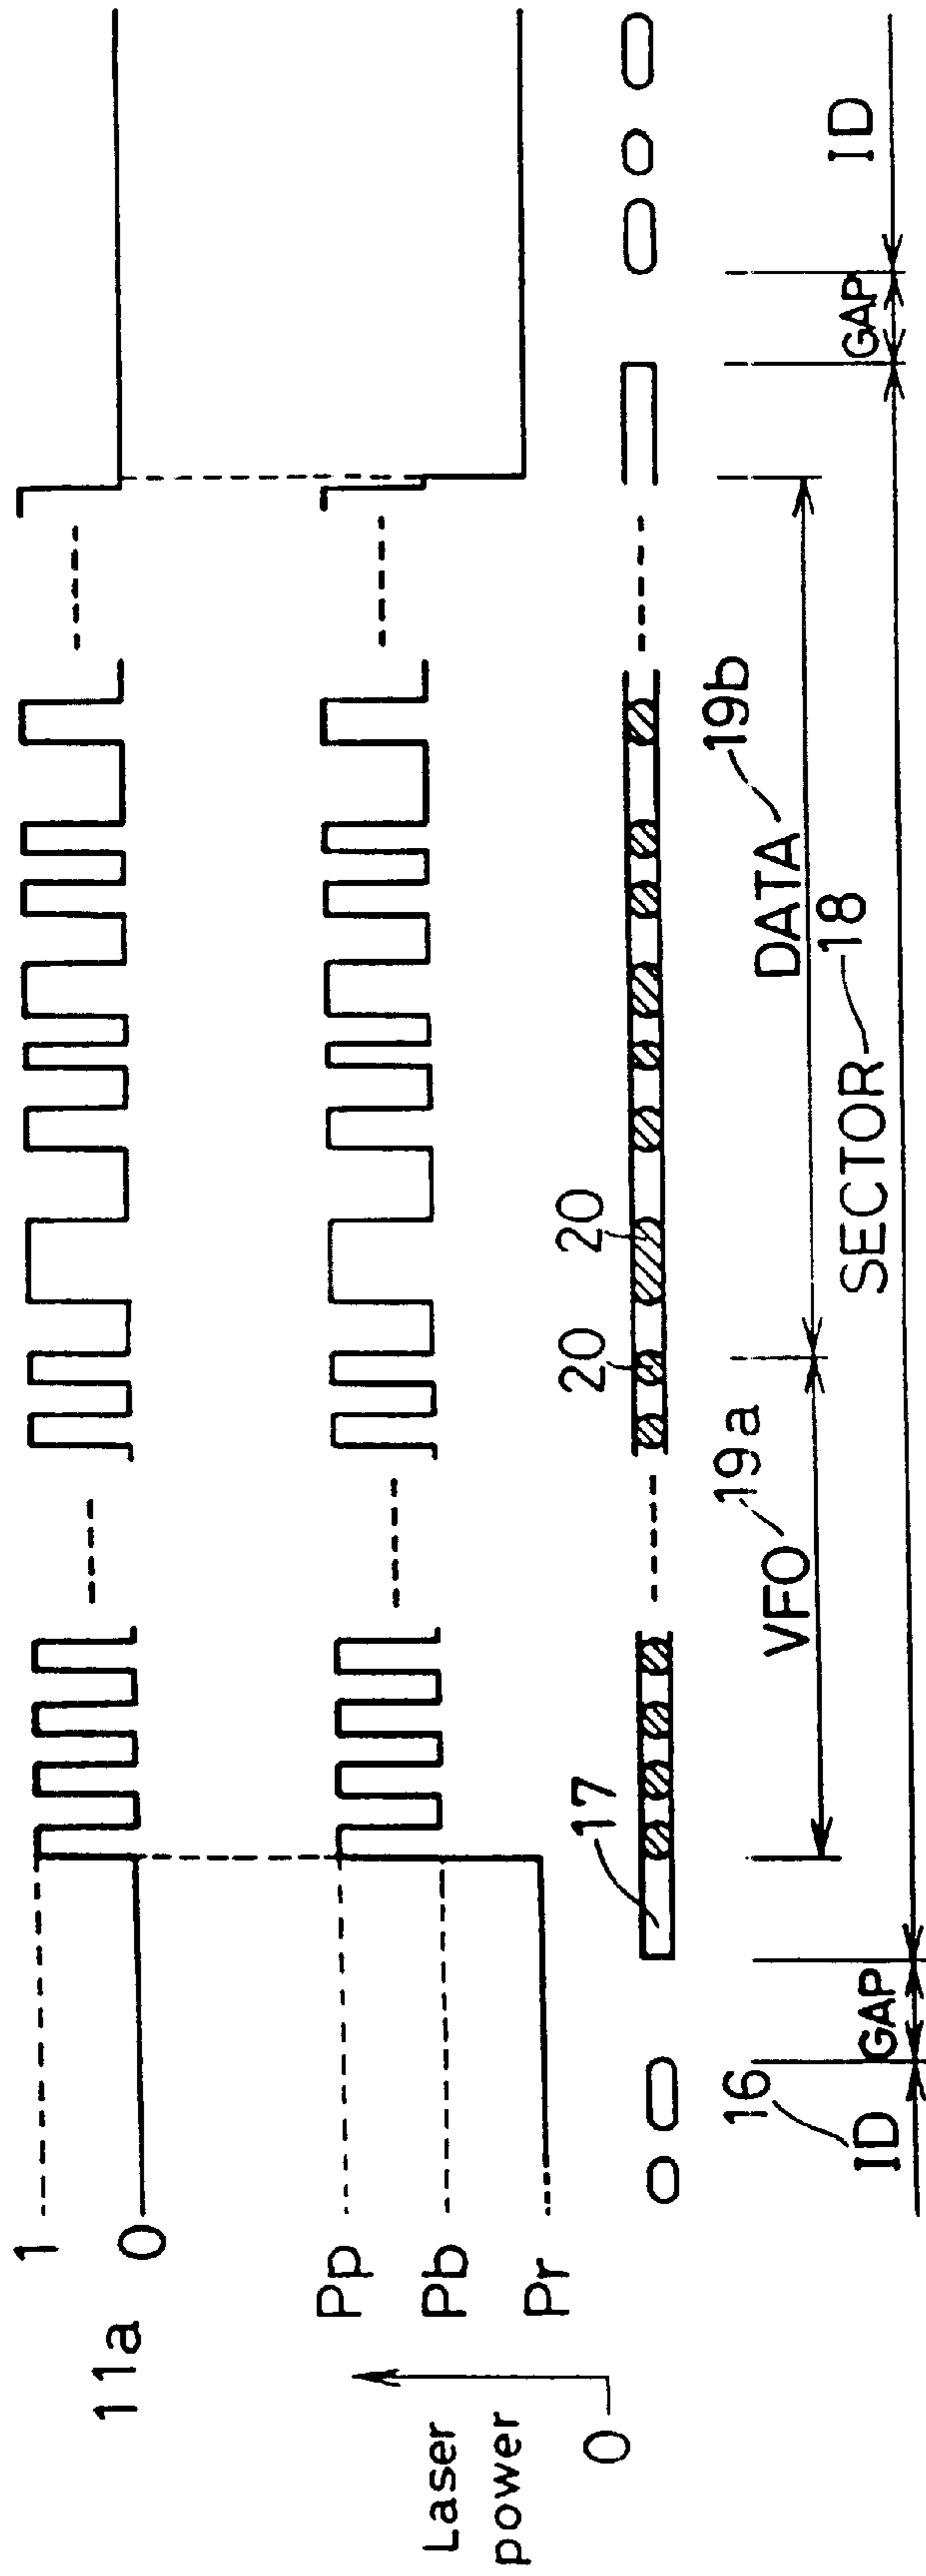 1
11a
0
Pp
Pb
Pr
Laser
power
0
17
20
20
16
ID
GAP
VFO 19a
DATA 19b
SECTOR 18
GAP
ID